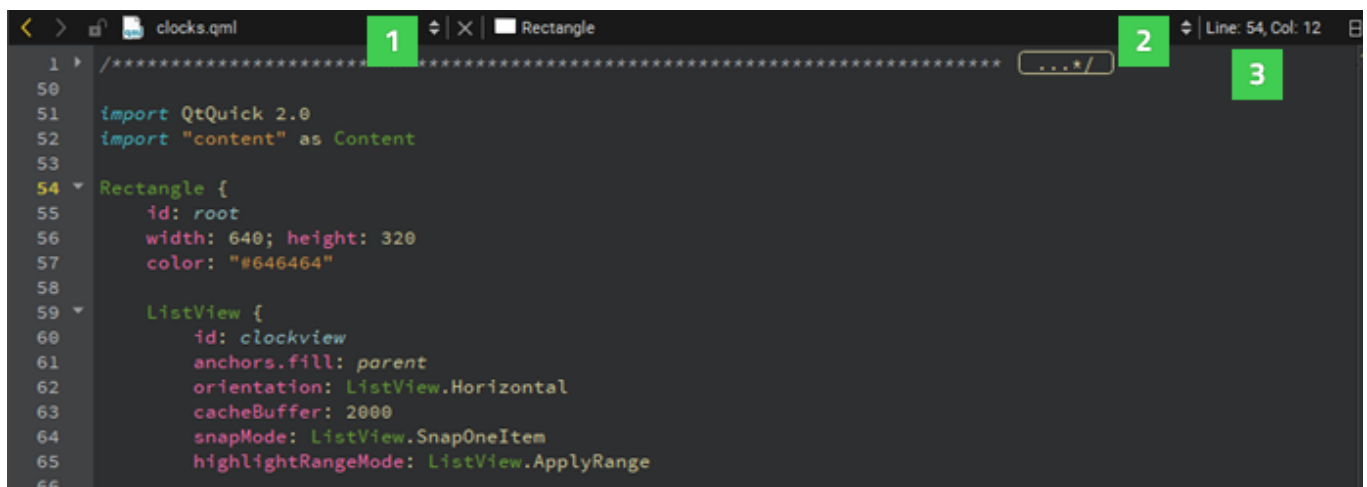 clocks.qml 1 Rectangle 2 Line: 54, Col: 12
3
1 /**************************************************************************** ...*/
50
51 import QtQuick 2.0
52 import "content" as Content
53
54 Rectangle {
55 id: root
56 width: 640; height: 320
57 color: "#646464"
58
59 ListView {
60 id: clockview
61 anchors.fill: parent
62 orientation: ListView.Horizontal
63 cacheBuffer: 2000
64 snapMode: ListView.SnapOneItem
65 highlightRangeMode: ListView.ApplyRange
66